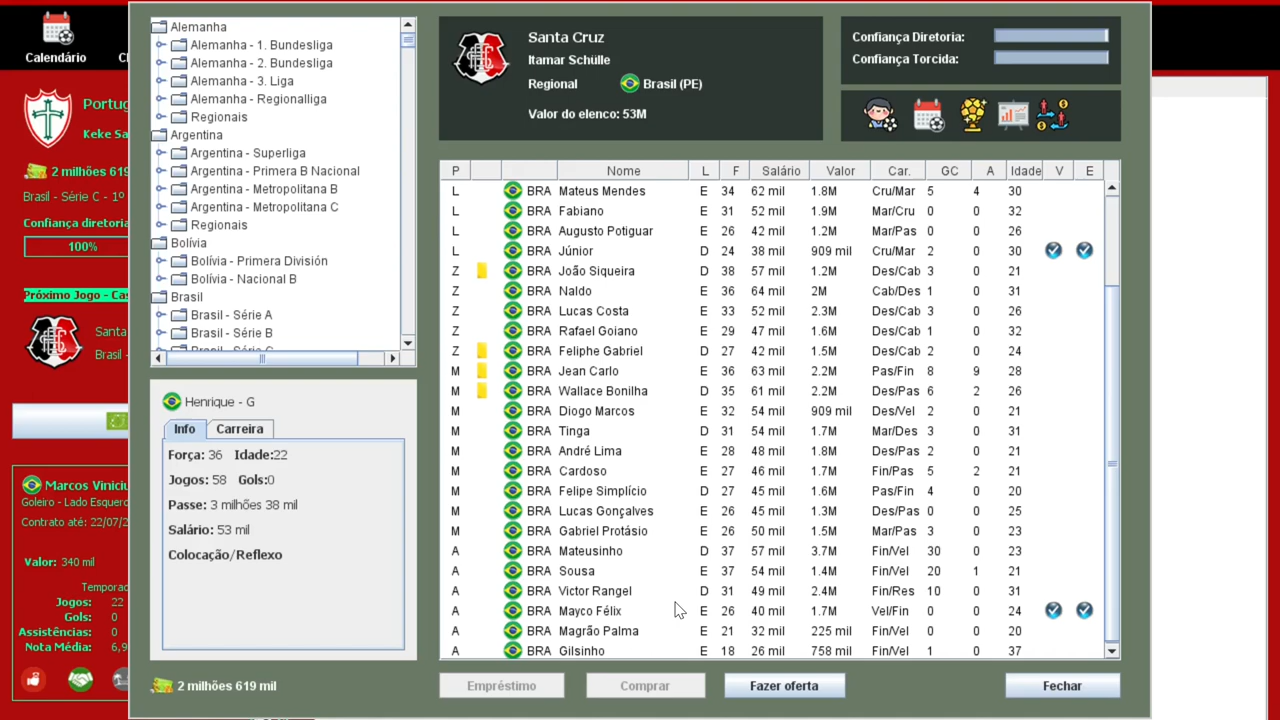 Calendário
Portug
Keke Sa
2 milhões 619
Brasil - Série C - 1º
Confiança diretoria
100%
Próximo Jogo - Cas
Santa
Brasil -
Marcos Viniciu
Goleiro - Lado Esquero
Contrato até: 22/07/2
Valor: 340 mil
Temporac
Jogos: 22
Gols: 0
Assistências: 0
Nota Média: 6,9
Alemanha
Alemanha - 1. Bundesliga
Alemanha - 2. Bundesliga
Alemanha - 3. Liga
Alemanha - Regionalliga
Regionais
Argentina
Argentina - Superliga
Argentina - Primera B Nacional
Argentina - Metropolitana B
Argentina - Metropolitana C
Regionais
Bolívia
Bolívia - Primera División
Bolívia - Nacional B
Brasil
Brasil - Série A
Brasil - Série B
Brasil - Série C
Henrique - G
Info Carreira
Força: 36 Idade:22
Jogos: 58 Gols:0
Passe: 3 milhões 38 mil
Salário: 53 mil
Colocação/Reflexo
2 milhões 619 mil
Santa Cruz
Itamar Schülle
Regional Brasil (PE)
Valor do elenco: 53M
Confiança Diretoria:
Confiança Torcida:
P Nome L F Salário Valor Car. GC A Idade V E
L BRA Mateus Mendes E 34 62 mil 1.8M Cru/Mar 5 4 30
L BRA Fabiano E 31 52 mil 1.9M Mar/Cru 0 0 32
L BRA Augusto Potiguar E 26 42 mil 1.2M Mar/Pas 0 0 26
L BRA Júnior D 24 38 mil 909 mil Cru/Mar 2 0 30
Z BRA João Siqueira D 38 57 mil 1.2M Des/Cab 3 0 21
Z BRA Naldo E 36 64 mil 2M Cab/Des 1 0 31
Z BRA Lucas Costa E 33 52 mil 2.3M Des/Cab 3 0 26
Z BRA Rafael Goiano E 29 47 mil 1.6M Des/Cab 1 0 32
Z BRA Feliphe Gabriel D 27 42 mil 1.5M Des/Cab 2 0 24
M BRA Jean Carlo E 36 63 mil 2.2M Pas/Fin 8 9 28
M BRA Wallace Bonilha D 35 61 mil 2.2M Des/Pas 6 2 26
M BRA Diogo Marcos E 32 54 mil 909 mil Des/Vel 2 0 21
M BRA Tinga D 31 54 mil 1.7M Mar/Des 3 0 31
M BRA André Lima E 28 48 mil 1.8M Des/Pas 2 0 21
M BRA Cardoso E 27 46 mil 1.7M Fin/Pas 5 2 21
M BRA Felipe Simplício D 27 45 mil 1.6M Pas/Fin 4 0 20
M BRA Lucas Gonçalves E 26 45 mil 1.3M Des/Pas 0 0 25
M BRA Gabriel Protásio E 26 50 mil 1.5M Mar/Pas 3 0 23
A BRA Mateusinho D 37 57 mil 3.7M Fin/Vel 30 0 23
A BRA Sousa E 37 54 mil 1.4M Fin/Vel 20 1 21
A BRA Victor Rangel D 31 49 mil 2.4M Fin/Res 10 0 31
A BRA Mayco Félix E 26 40 mil 1.7M Vel/Fin 0 0 24
A BRA Magrão Palma E 21 32 mil 225 mil Fin/Vel 0 0 20
A BRA Gilsinho E 18 26 mil 758 mil Fin/Vel 1 0 37
Empréstimo Comprar Fazer oferta Fechar